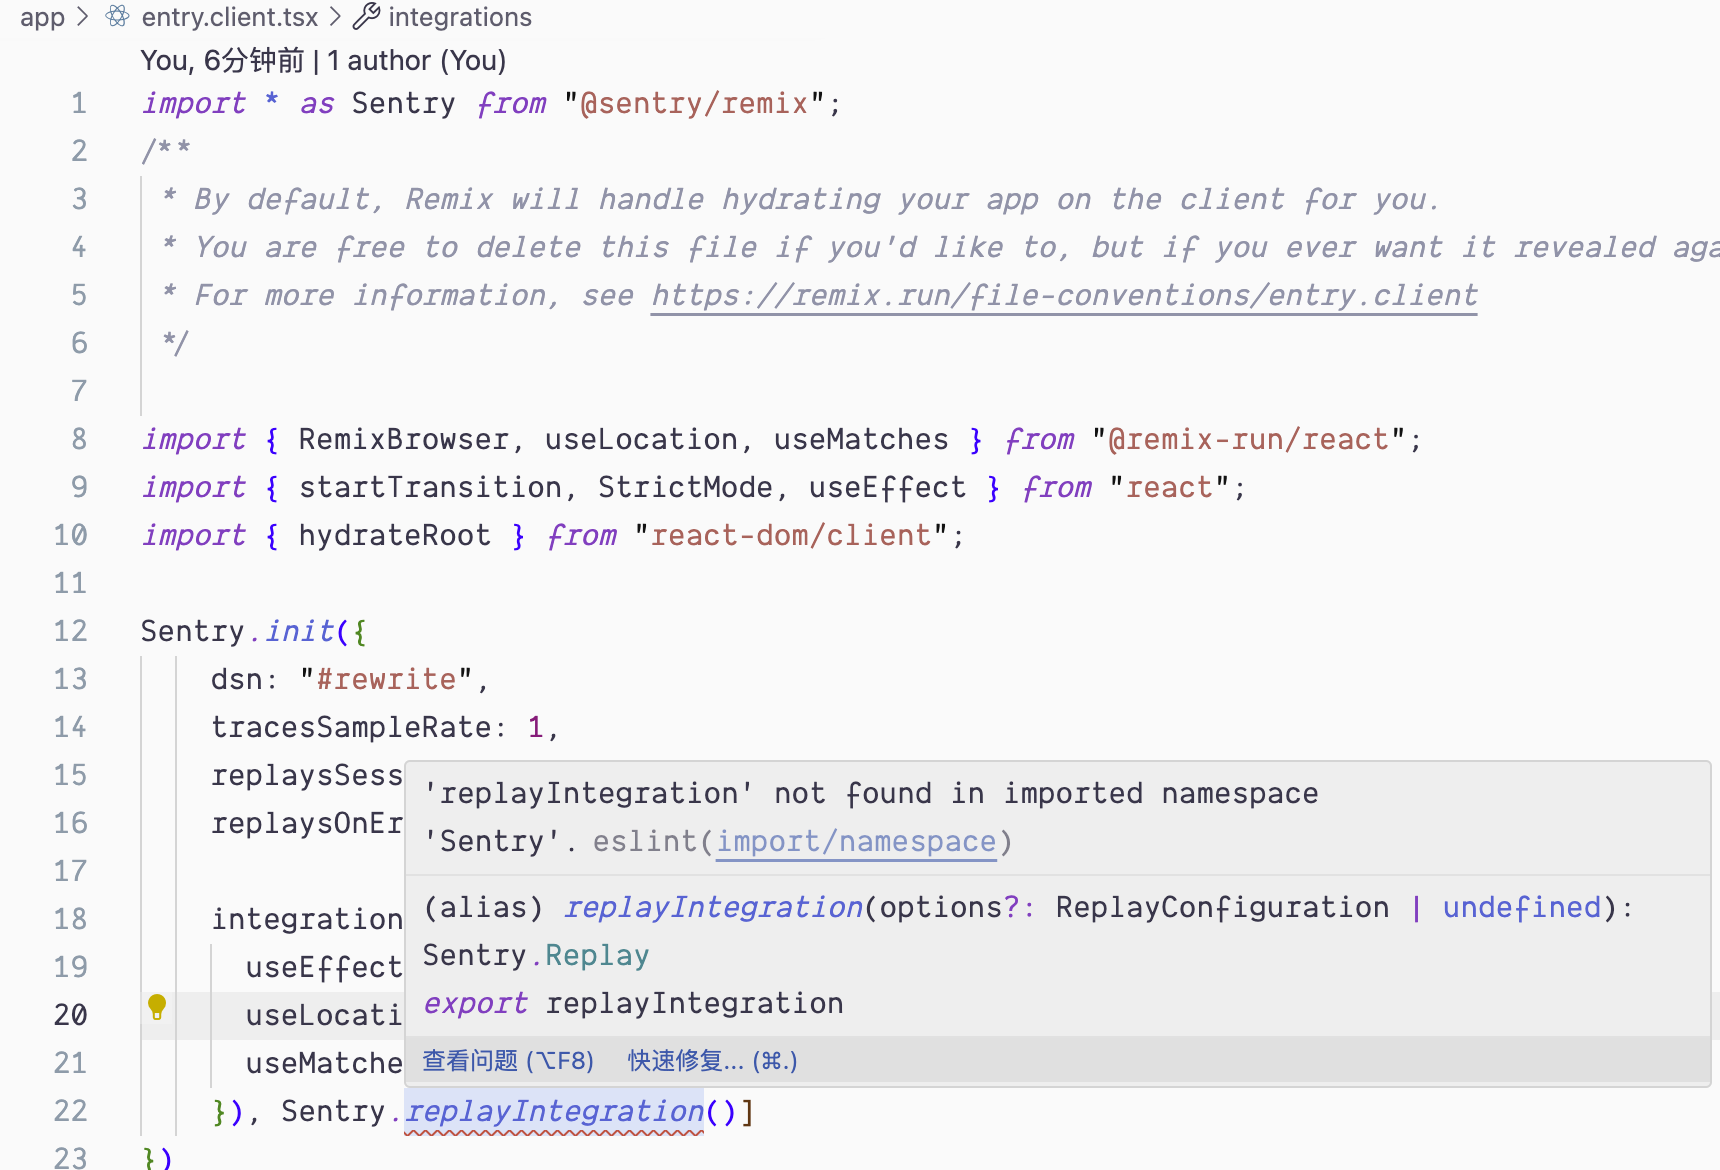 app > entry.client.tsx > integrations
You, 6分钟前 | 1 author (You)
1 import * as Sentry from "@sentry/remix";
2 /**
3 * By default, Remix will handle hydrating your app on the client for you.
4 * You are free to delete this file if you'd like to, but if you ever want it revealed aga
5 * For more information, see https://remix.run/file-conventions/entry.client
6 */
7
8 import { RemixBrowser, useLocation, useMatches } from "@remix-run/react";
9 import { startTransition, StrictMode, useEffect } from "react";
10 import { hydrateRoot } from "react-dom/client";
11
12 Sentry.init({
13 dsn: "#rewrite",
14 tracesSampleRate: 1,
15 replaysSess
16 replaysOnEr
17
18 integration
19 useEffect
20 useLocati
21 useMatche
'replayIntegration' not found in imported namespace
'Sentry'. eslint(import/namespace)
(alias) replayIntegration(options?: ReplayConfiguration | undefined):
Sentry.Replay
export replayIntegration
查看问题 (⌥F8) 快速修复... (⌘.)
22 }), Sentry.replayIntegration()]
23 })